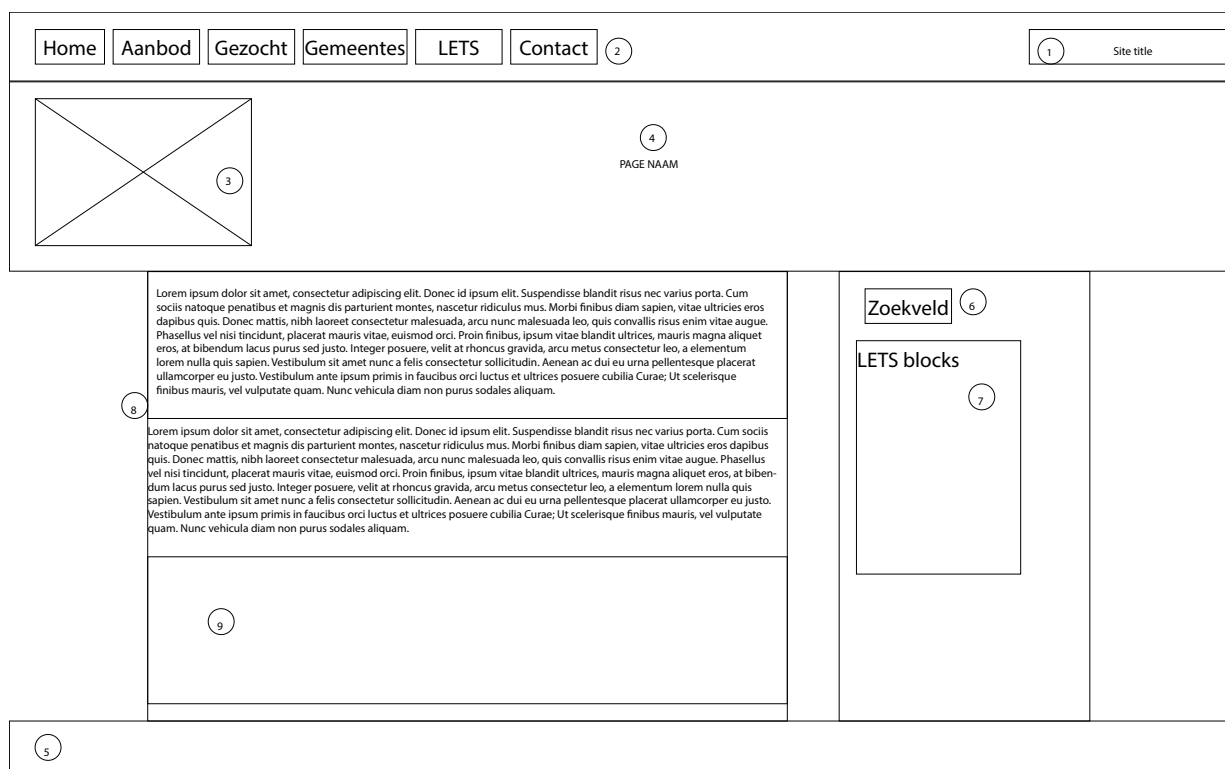 Home Aanbod Gezocht Gemeentes LETS Contact 2 1 Site title
3
4
PAGE NAAM
Lorem ipsum dolor sit amet, consectetur adipiscing elit. Donec id ipsum elit. Suspendisse blandit risus nec varius porta. Cum
sociis natoque penatibus et magnis dis parturient montes, nascetur ridiculus mus. Morbi finibus diam sapien, vitae ultricies eros
dapibus quis. Donec mattis, nibh laoreet consectetur malesuada, arcu nunc malesuada leo, quis convallis risus enim vitae augue.
Phasellus vel nisi tincidunt, placerat mauris vitae, euismod orci. Proin finibus, ipsum vitae blandit ultrices, mauris magna aliquet
eros, at bibendum lacus purus sed justo. Integer posuere, velit at rhoncus gravida, arcu metus consectetur leo, a elementum
lorem nulla quis sapien. Vestibulum sit amet nunc a felis consectetur sollicitudin. Aenean ac dui eu urna pellentesque placerat
ullamcorper eu justo. Vestibulum ante ipsum primis in faucibus orci luctus et ultrices posuere cubilia Curae; Ut scelerisque
finibus mauris, vel vulputate quam. Nunc vehicula diam non purus sodales aliquam.
8
Lorem ipsum dolor sit amet, consectetur adipiscing elit. Donec id ipsum elit. Suspendisse blandit risus nec varius porta. Cum sociis
natoque penatibus et magnis dis parturient montes, nascetur ridiculus mus. Morbi finibus diam sapien, vitae ultricies eros dapibus
quis. Donec mattis, nibh laoreet consectetur malesuada, arcu nunc malesuada leo, quis convallis risus enim vitae augue. Phasellus
vel nisi tincidunt, placerat mauris vitae, euismod orci. Proin finibus, ipsum vitae blandit ultrices, mauris magna aliquet eros, at biben-
dum lacus purus sed justo. Integer posuere, velit at rhoncus gravida, arcu metus consectetur leo, a elementum lorem nulla quis
sapien. Vestibulum sit amet nunc a felis consectetur sollicitudin. Aenean ac dui eu urna pellentesque placerat ullamcorper eu justo.
Vestibulum ante ipsum primis in faucibus orci luctus et ultrices posuere cubilia Curae; Ut scelerisque finibus mauris, vel vulputate
quam. Nunc vehicula diam non purus sodales aliquam.
9
Zoekveld 6
LETS blocks
7
5